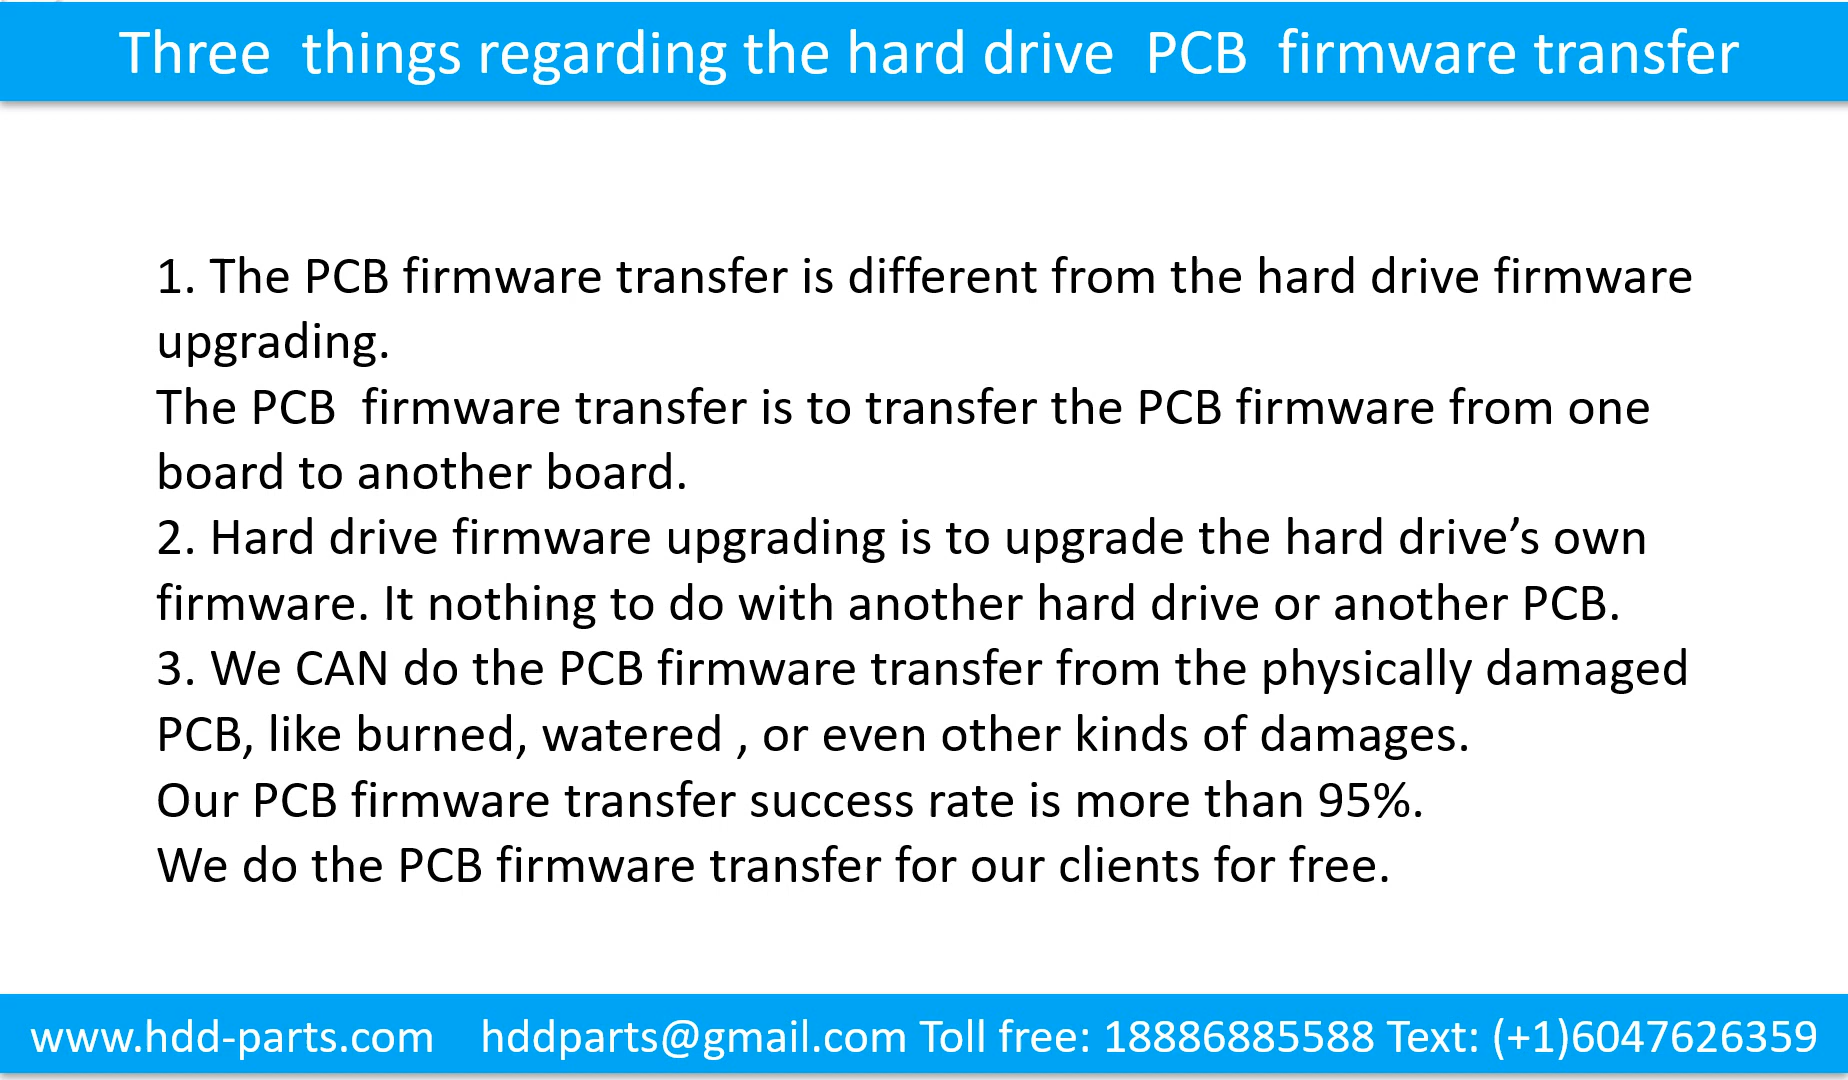 Three things regarding the hard drive PCB firmware transfer
1. The PCB firmware transfer is different from the hard drive firmware
upgrading.
The PCB firmware transfer is to transfer the PCB firmware from one
board to another board.
2. Hard drive firmware upgrading is to upgrade the hard drive’s own
firmware. It nothing to do with another hard drive or another PCB.
3. We CAN do the PCB firmware transfer from the physically damaged
PCB, like burned, watered , or even other kinds of damages.
Our PCB firmware transfer success rate is more than 95%.
We do the PCB firmware transfer for our clients for free.
www.hdd-parts.com hddparts@gmail.com Toll free: 18886885588 Text: (+1)6047626359